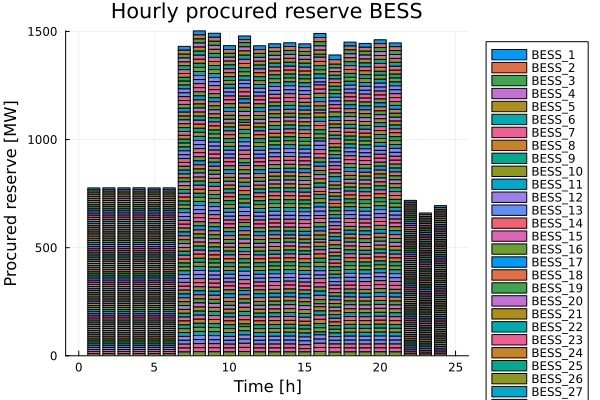 Hourly procured reserve BESS
Procured reserve [MW]
1500
1000
500
0
0 5 10 15 20 25
Time [h]
BESS_1
BESS_2
BESS_3
BESS_4
BESS_5
BESS_6
BESS_7
BESS_8
BESS_9
BESS_10
BESS_11
BESS_12
BESS_13
BESS_14
BESS_15
BESS_16
BESS_17
BESS_18
BESS_19
BESS_20
BESS_21
BESS_22
BESS_23
BESS_24
BESS_25
BESS_26
BESS_27